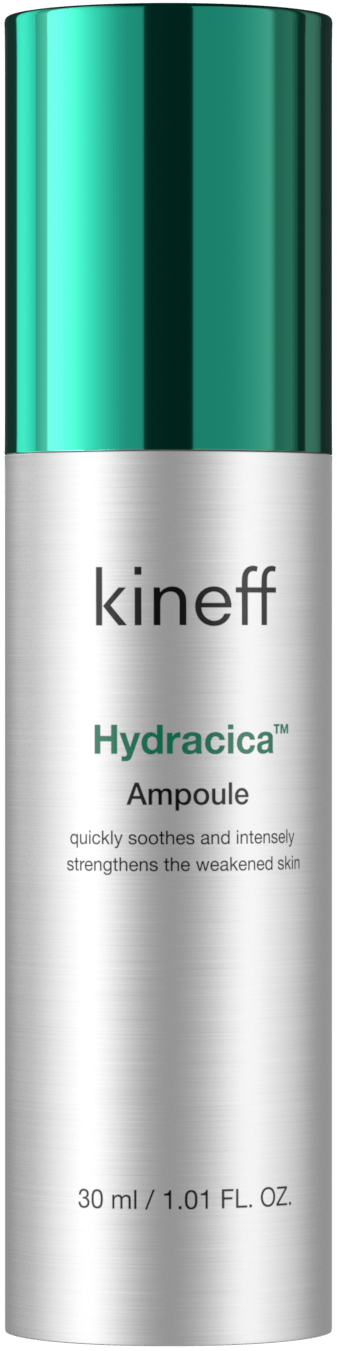 kineff
Hydracica™
Ampoule
quickly soothes and intensely
strengthens the weakened skin
30 ml / 1.01 FL. OZ.